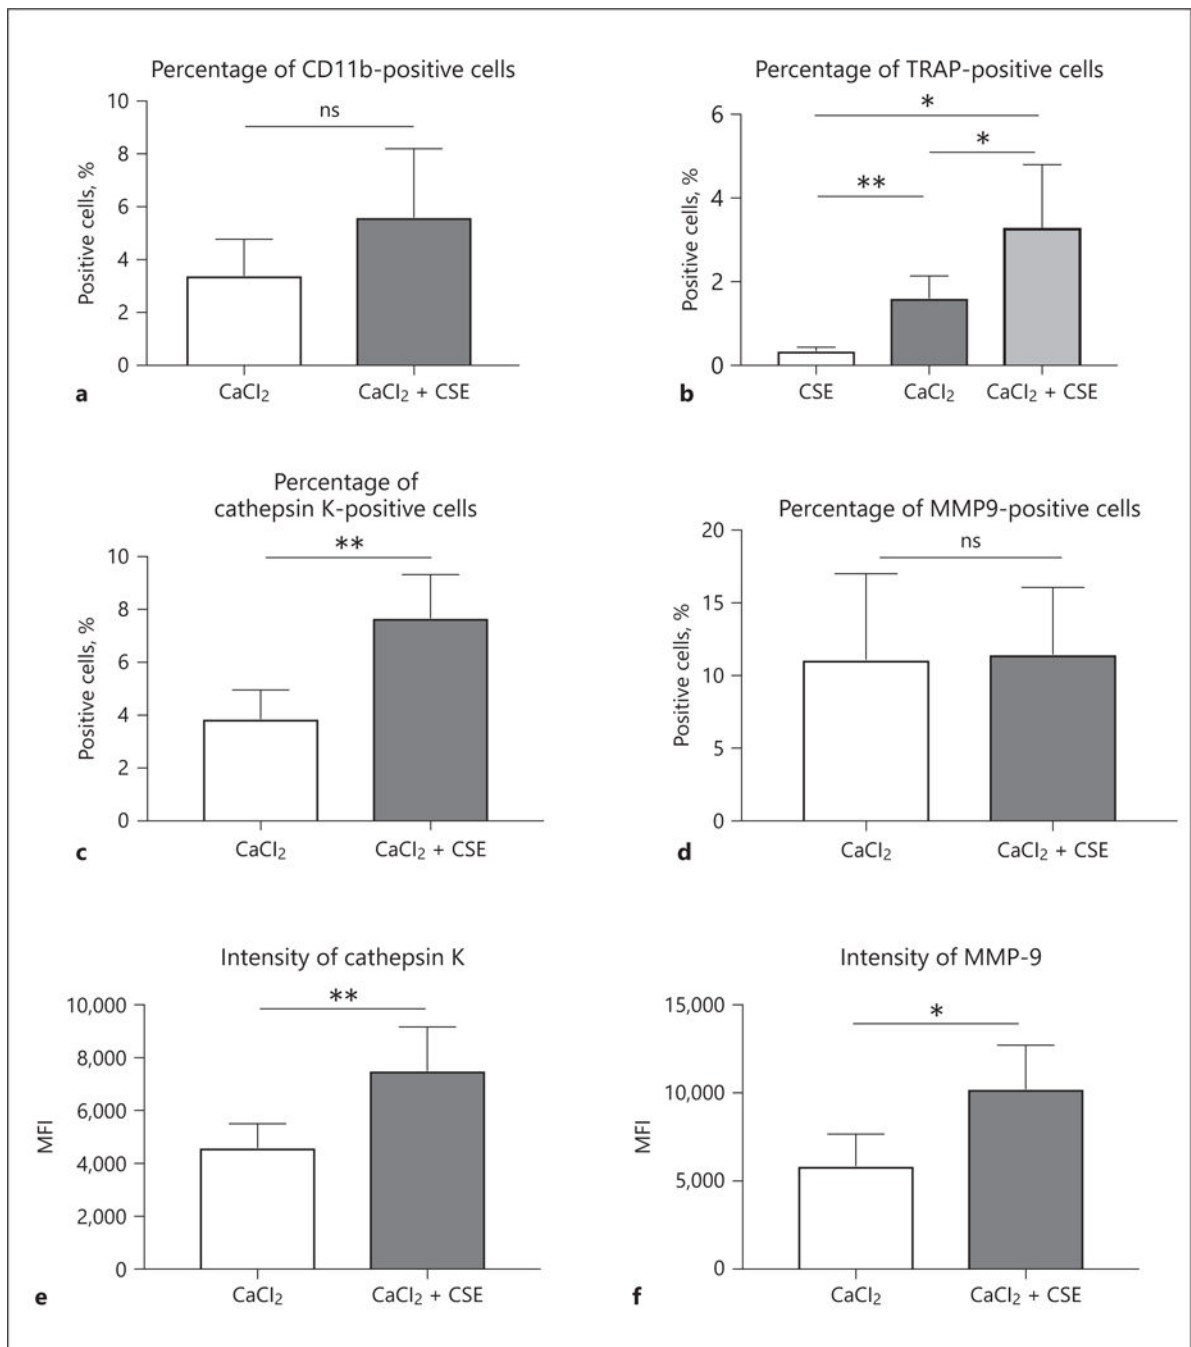 Percentage of CD11b-positive cells
ns
10
8
6
4
2
0
Positive cells, %
CaCl₂
CaCl₂ + CSE
a
Percentage of TRAP-positive cells
*
*
**
6
4
2
0
Positive cells, %
CSE
CaCl₂
CaCl₂ + CSE
b
Percentage of
cathepsin K-positive cells
**
10
8
6
4
2
0
Positive cells, %
CaCl₂
CaCl₂ + CSE
c
Percentage of MMP9-positive cells
ns
20
15
10
5
0
Positive cells, %
CaCl₂
CaCl₂ + CSE
d
Intensity of cathepsin K
**
10,000
8,000
6,000
4,000
2,000
0
MFI
CaCl₂
CaCl₂ + CSE
e
Intensity of MMP-9
*
15,000
10,000
5,000
0
MFI
CaCl₂
CaCl₂ + CSE
f